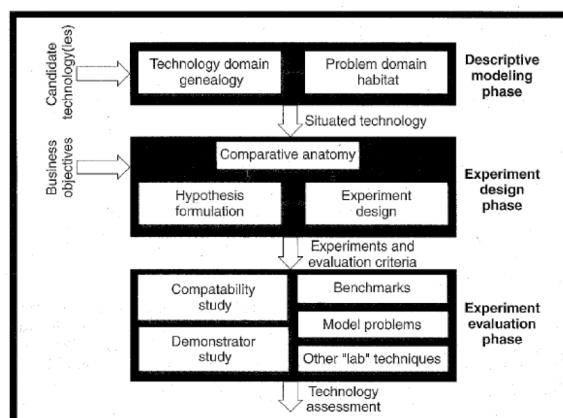 Candidate
technology(ies)
Technology domain
genealogy
Problem domain
habitat
Descriptive
modeling
phase
Situated technology
Business
objectives
Comparative anatomy
Hypothesis
formulation
Experiment
design
Experiment
design
phase
Experiments and
evaluation criteria
Compatability
study
Demonstrator
study
Benchmarks
Model problems
Other "lab" techniques
Experiment
evaluation
phase
Technology
assessment